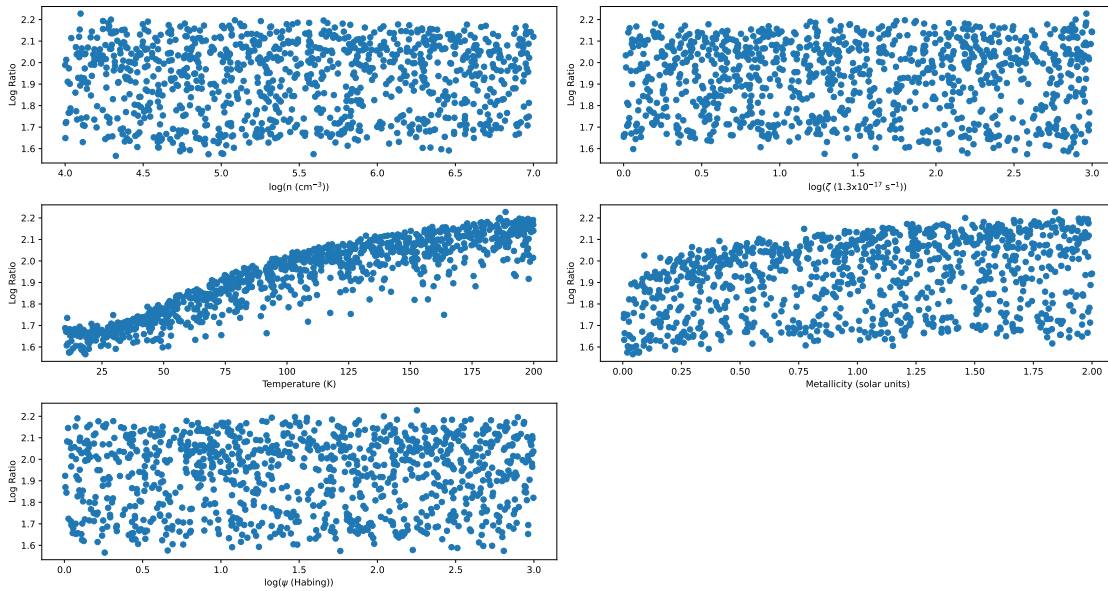 2.2
2.1
2.0
1.9
1.8
1.7
1.6
Log Ratio
4.0 4.5 5.0 5.5 6.0 6.5 7.0
log(n (cm⁻³))
2.2
2.1
2.0
1.9
1.8
1.7
1.6
Log Ratio
0.0 0.5 1.0 1.5 2.0 2.5 3.0
log(ζ (1.3x10⁻¹⁷ s⁻¹))
2.2
2.1
2.0
1.9
1.8
1.7
1.6
Log Ratio
25 50 75 100 125 150 175 200
Temperature (K)
2.2
2.1
2.0
1.9
1.8
1.7
1.6
Log Ratio
0.00 0.25 0.50 0.75 1.00 1.25 1.50 1.75 2.00
Metallicity (solar units)
2.2
2.1
2.0
1.9
1.8
1.7
1.6
Log Ratio
0.0 0.5 1.0 1.5 2.0 2.5 3.0
log(ψ (Habing))